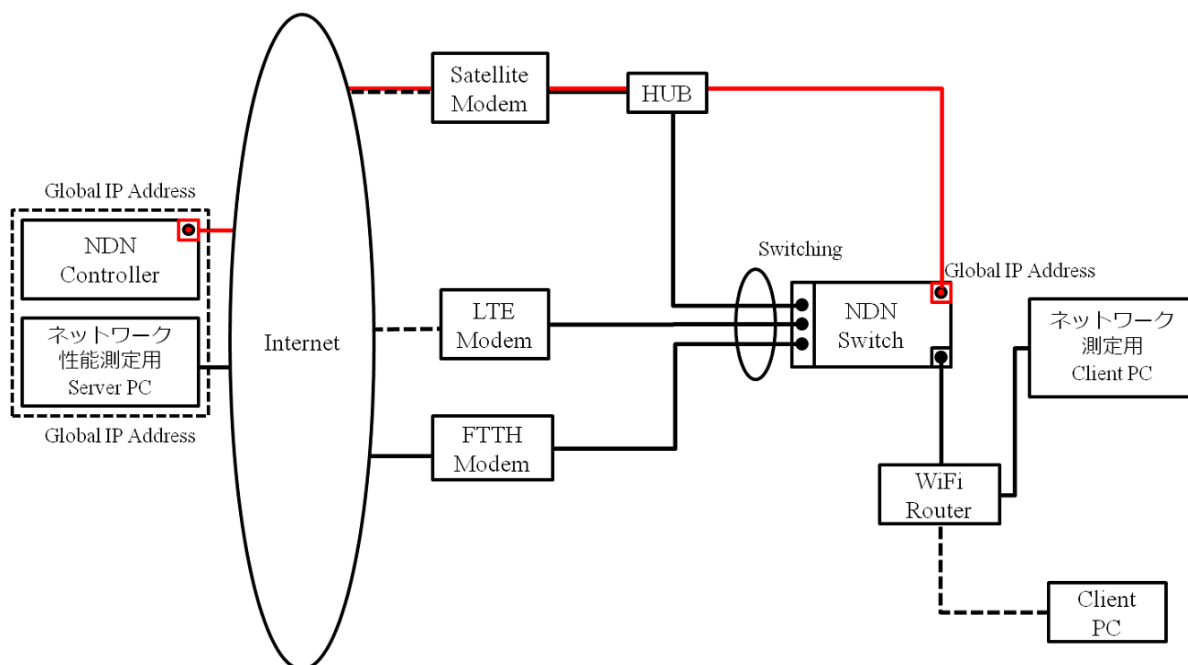 Satellite
Modem
HUB
Global IP Address
NDN
Controller
ネットワーク
性能測定用
Server PC
Global IP Address
Internet
LTE
Modem
FTTH
Modem
Switching
NDN
Switch
Global IP Address
ネットワーク
測定用
Client PC
WiFi
Router
Client
PC